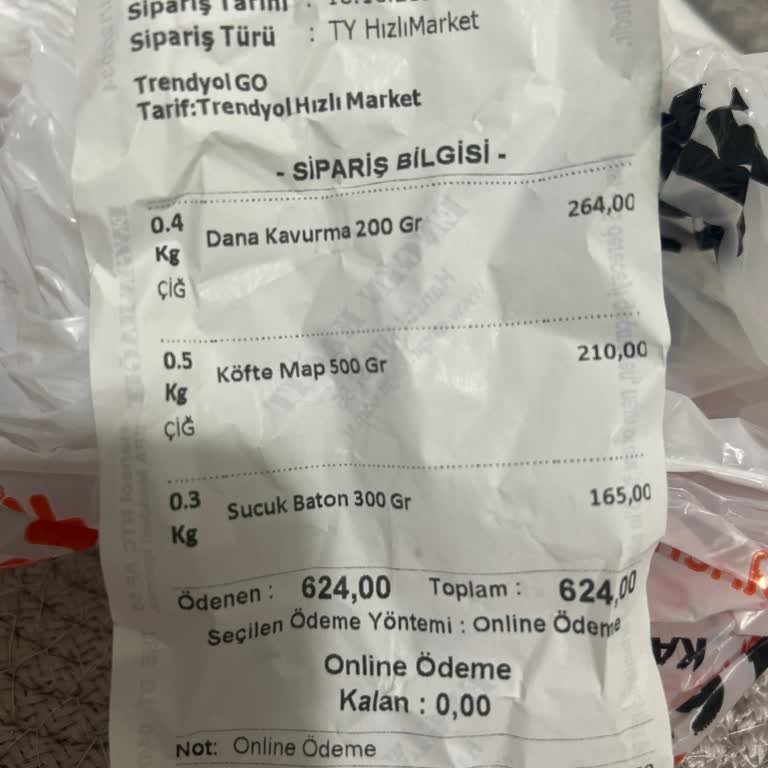 Sipariş Tarihi :
Sipariş Türü : TY HızlıMarket
Trendyol GO
Tarif:Trendyol Hızlı Market
- SİPARİŞ BİLGİSİ -
0.4 Kg ÇİĞ Dana Kavurma 200 Gr 264,00
0.5 Kg ÇİĞ Köfte Map 500 Gr 210,00
0.3 Kg Sucuk Baton 300 Gr 165,00
Ödenen : 624,00 Toplam : 624,00
Seçilen Ödeme Yöntemi : Online Ödeme
Online Ödeme
Kalan : 0,00
Not: Online Ödeme
KA